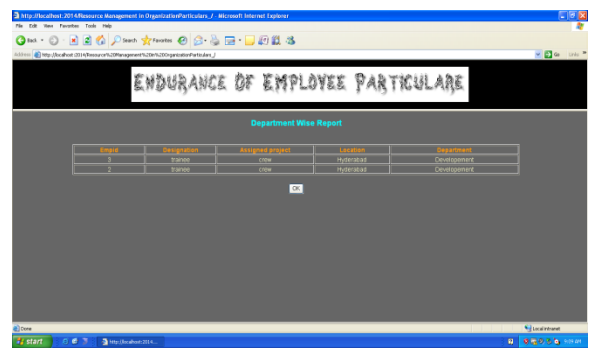 http://localhost:2014/Resource Management in OrganizationParticulars_/ - Microsoft Internet Explorer
File Edit View Favorites Tools Help
Back Search Favorites
Address http://localhost:2014/Resource%20Management%20in%20OrganizationParticulars_/ Go Links
ENDURANCE OF EMPLOYEE PARTICULARE
Department Wise Report
Empid Designation Assigned project Location Department
3 trainee crew Hyderabad Developement
2 trainee crew Hyderabad Developement
OK
Done Local intranet
start http://localhost:2014...